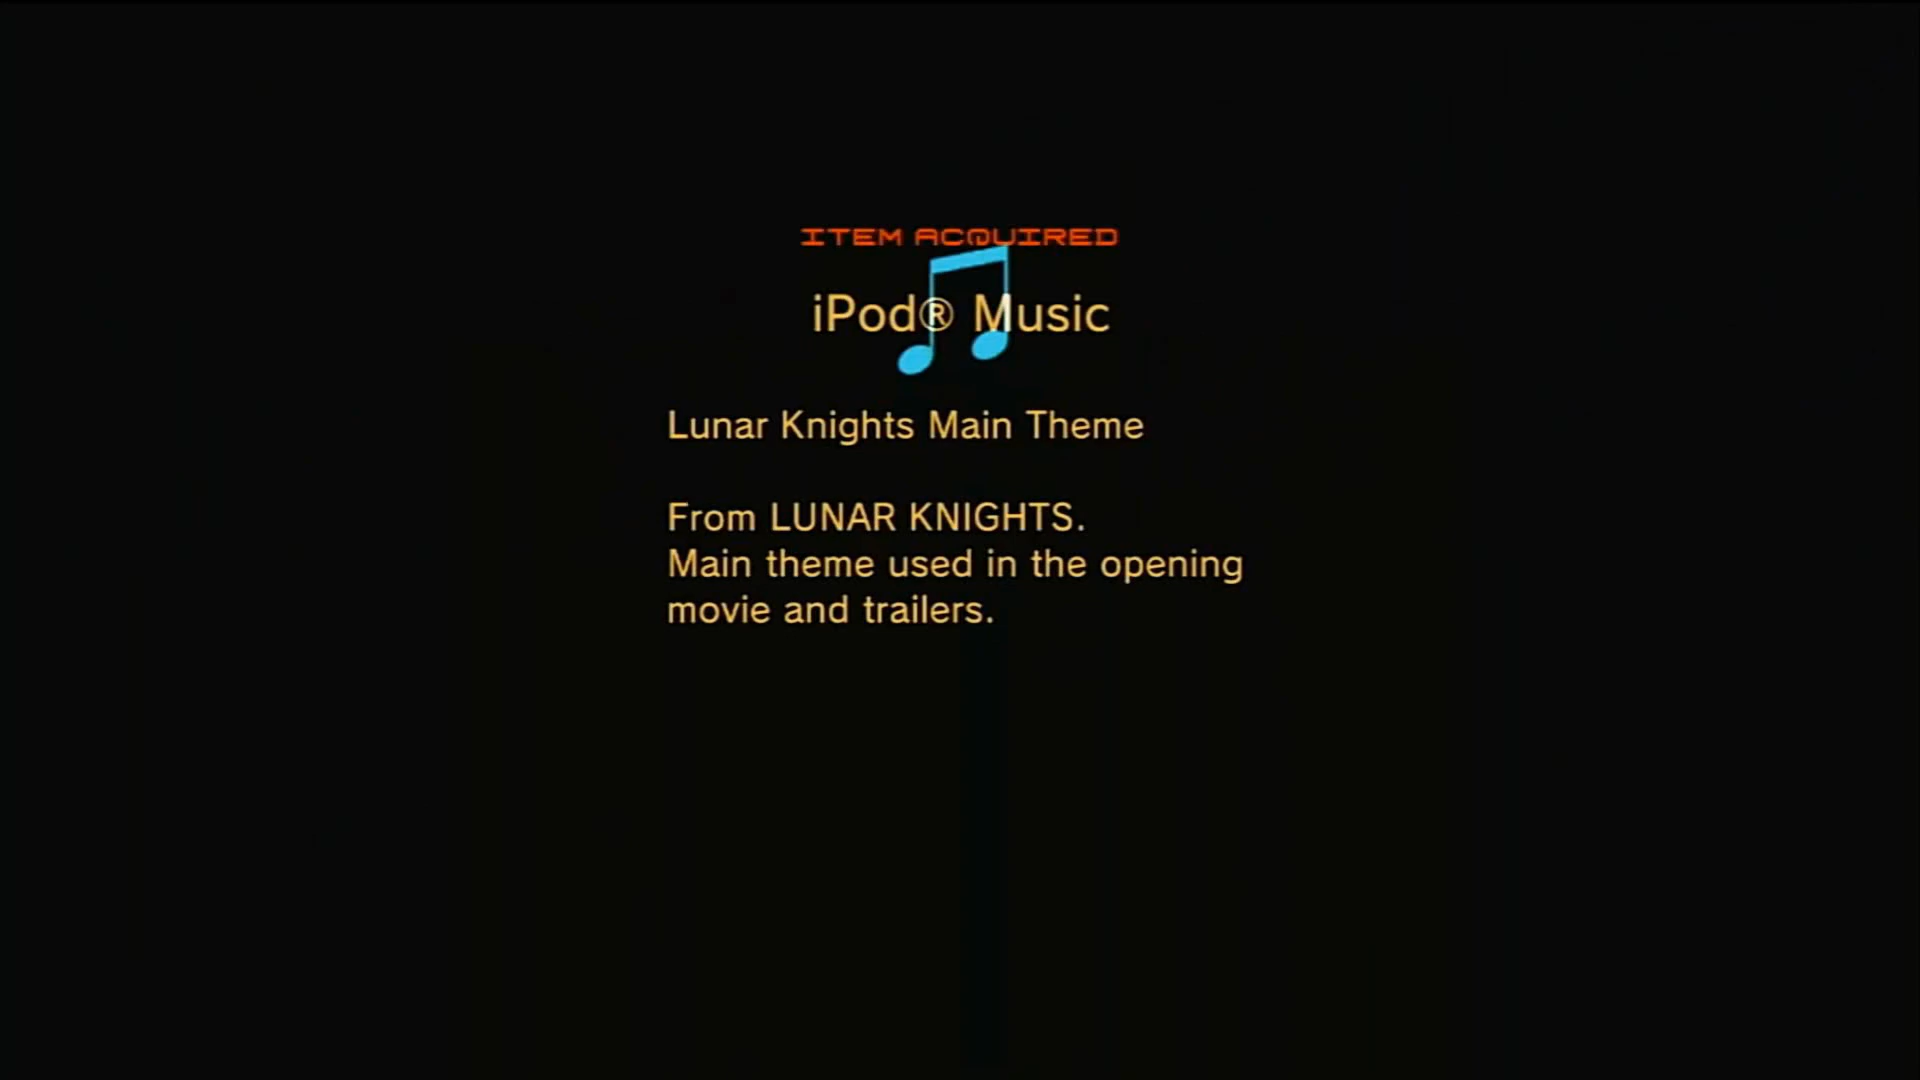 ITEM ACQUIRED
iPod® Music
Lunar Knights Main Theme
From LUNAR KNIGHTS.
Main theme used in the opening
movie and trailers.